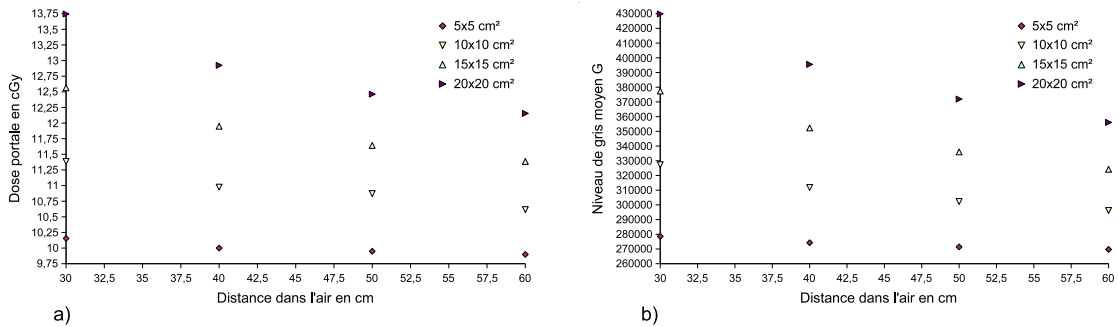 Dose portale en cGy
13,75
13,5
13,25
13
12,75
12,5
12,25
12
11,75
11,5
11,25
11
10,75
10,5
10,25
10
9,75
30 32,5 35 37,5 40 42,5 45 47,5 50 52,5 55 57,5 60
Distance dans l'air en cm
5x5 cm²
10x10 cm²
15x15 cm²
20x20 cm²
a)
Niveau de gris moyen G
430000
420000
410000
400000
390000
380000
370000
360000
350000
340000
330000
320000
310000
300000
290000
280000
270000
260000
30 32,5 35 37,5 40 42,5 45 47,5 50 52,5 55 57,5 60
Distance dans l'air en cm
5x5 cm²
10x10 cm²
15x15 cm²
20x20 cm²
b)